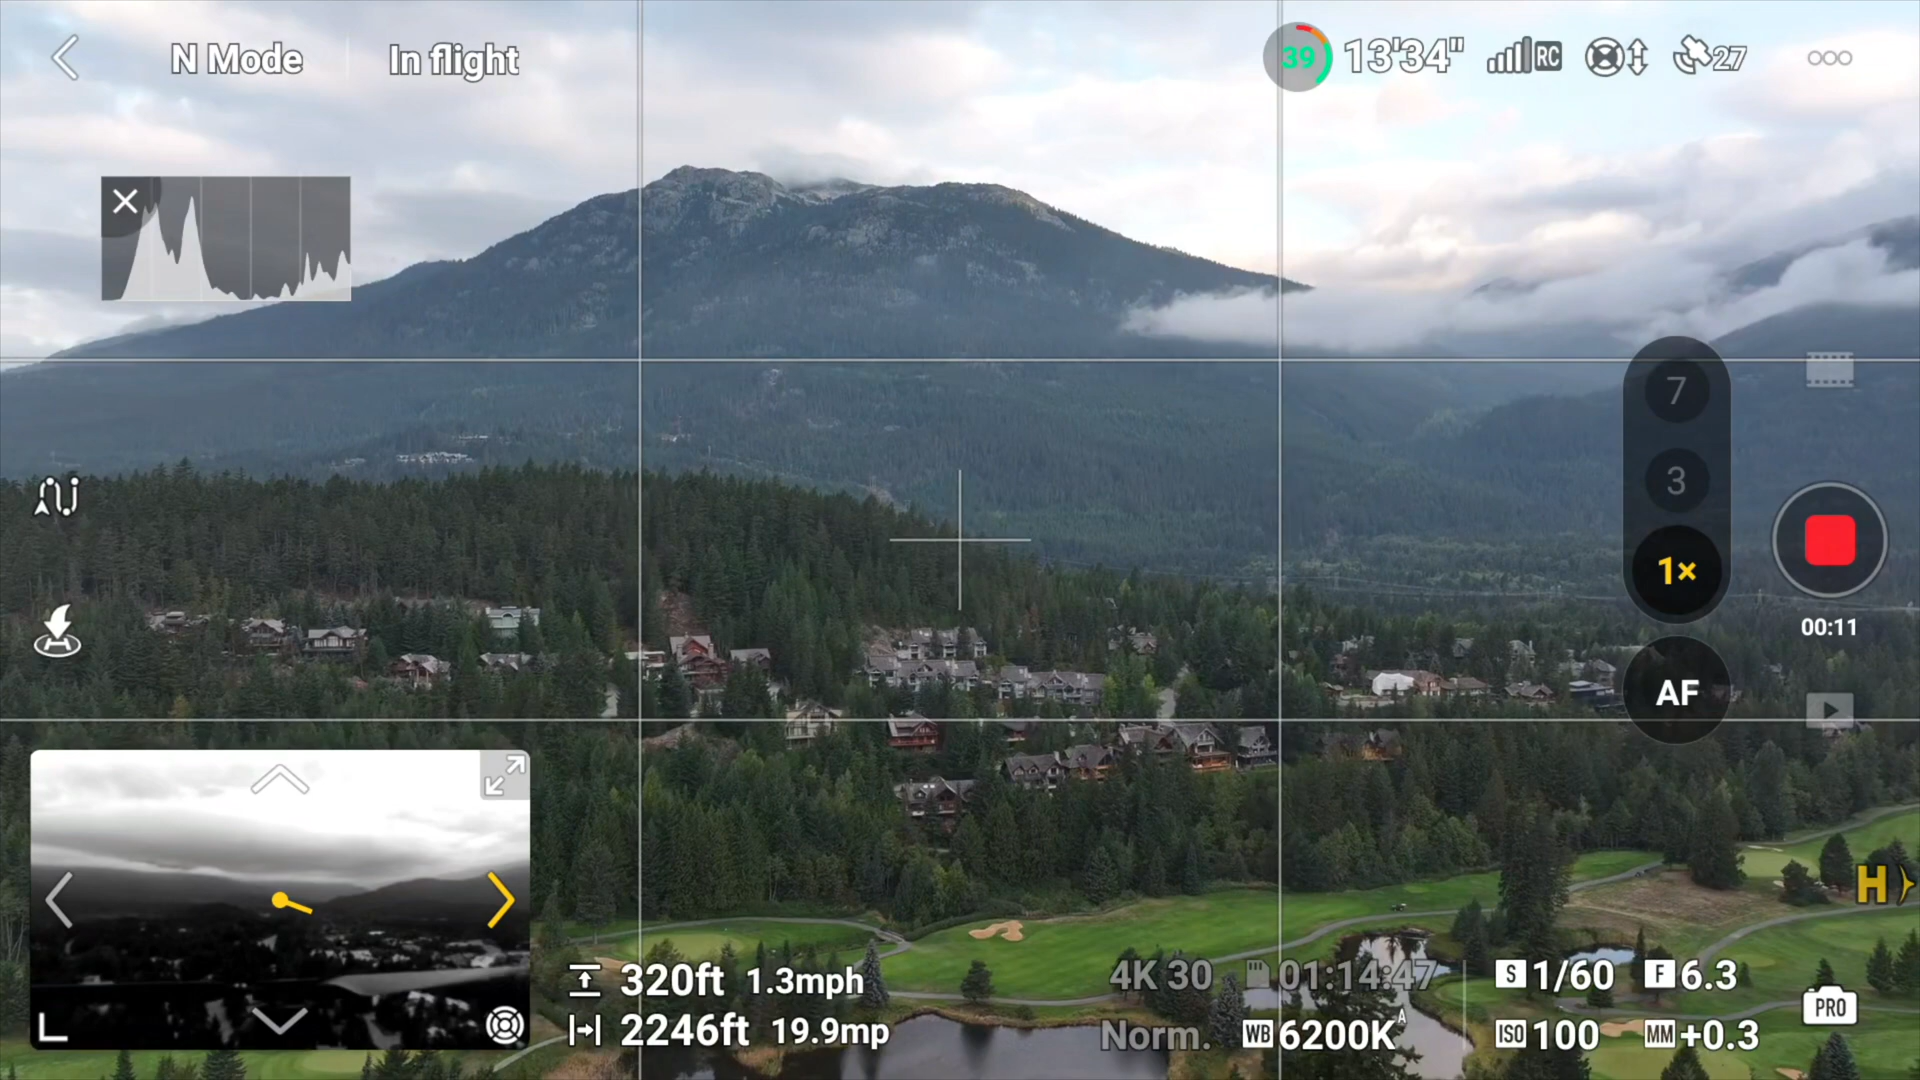 N Mode In flight 39 13'34" RC 27
7
3
1×
00:11
AF
H
320ft 1.3mph 4K 30 01:14:47 S 1/60 F 6.3
2246ft 19.9mp Norm. WB 6200K A ISO 100 MM +0.3
PRO
L